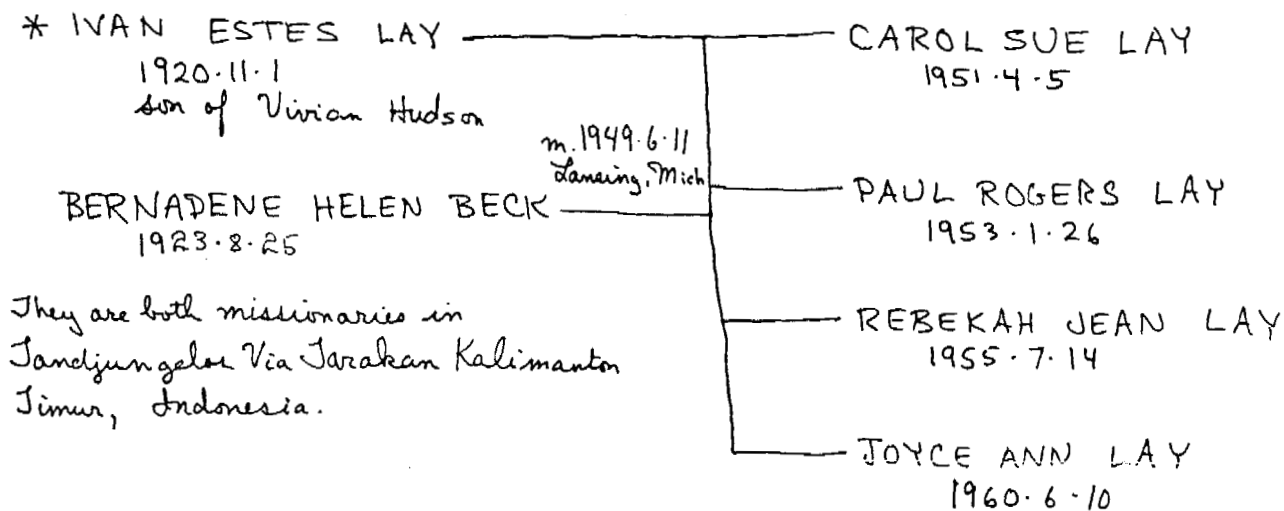 * IVAN ESTES LAY
1920·11·1
son of Vivian Hudson
m. 1949·6·11
Lansing, Mich
BERNADENE HELEN BECK
1923·8·25
They are both missionaries in
Tandjungelor Via Tarakan Kalimanton
Timur, Indonesia.
CAROL SUE LAY
1951·4·5
PAUL ROGERS LAY
1953·1·26
REBEKAH JEAN LAY
1955·7·14
JOYCE ANN LAY
1960·6·10